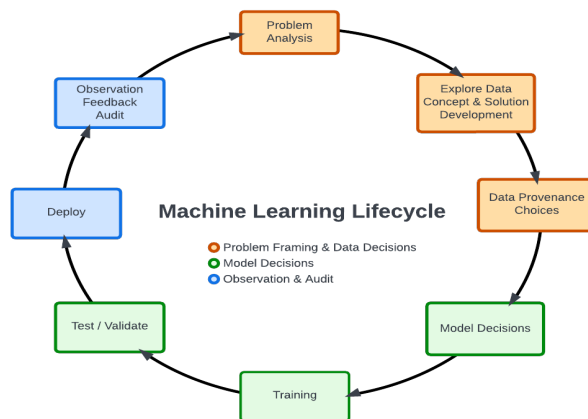 Problem
Analysis
Observation
Feedback
Audit
Explore Data
Concept & Solution
Development
Deploy
Machine Learning Lifecycle
Data Provenance
Choices
Problem Framing & Data Decisions
Model Decisions
Observation & Audit
Test / Validate
Model Decisions
Training